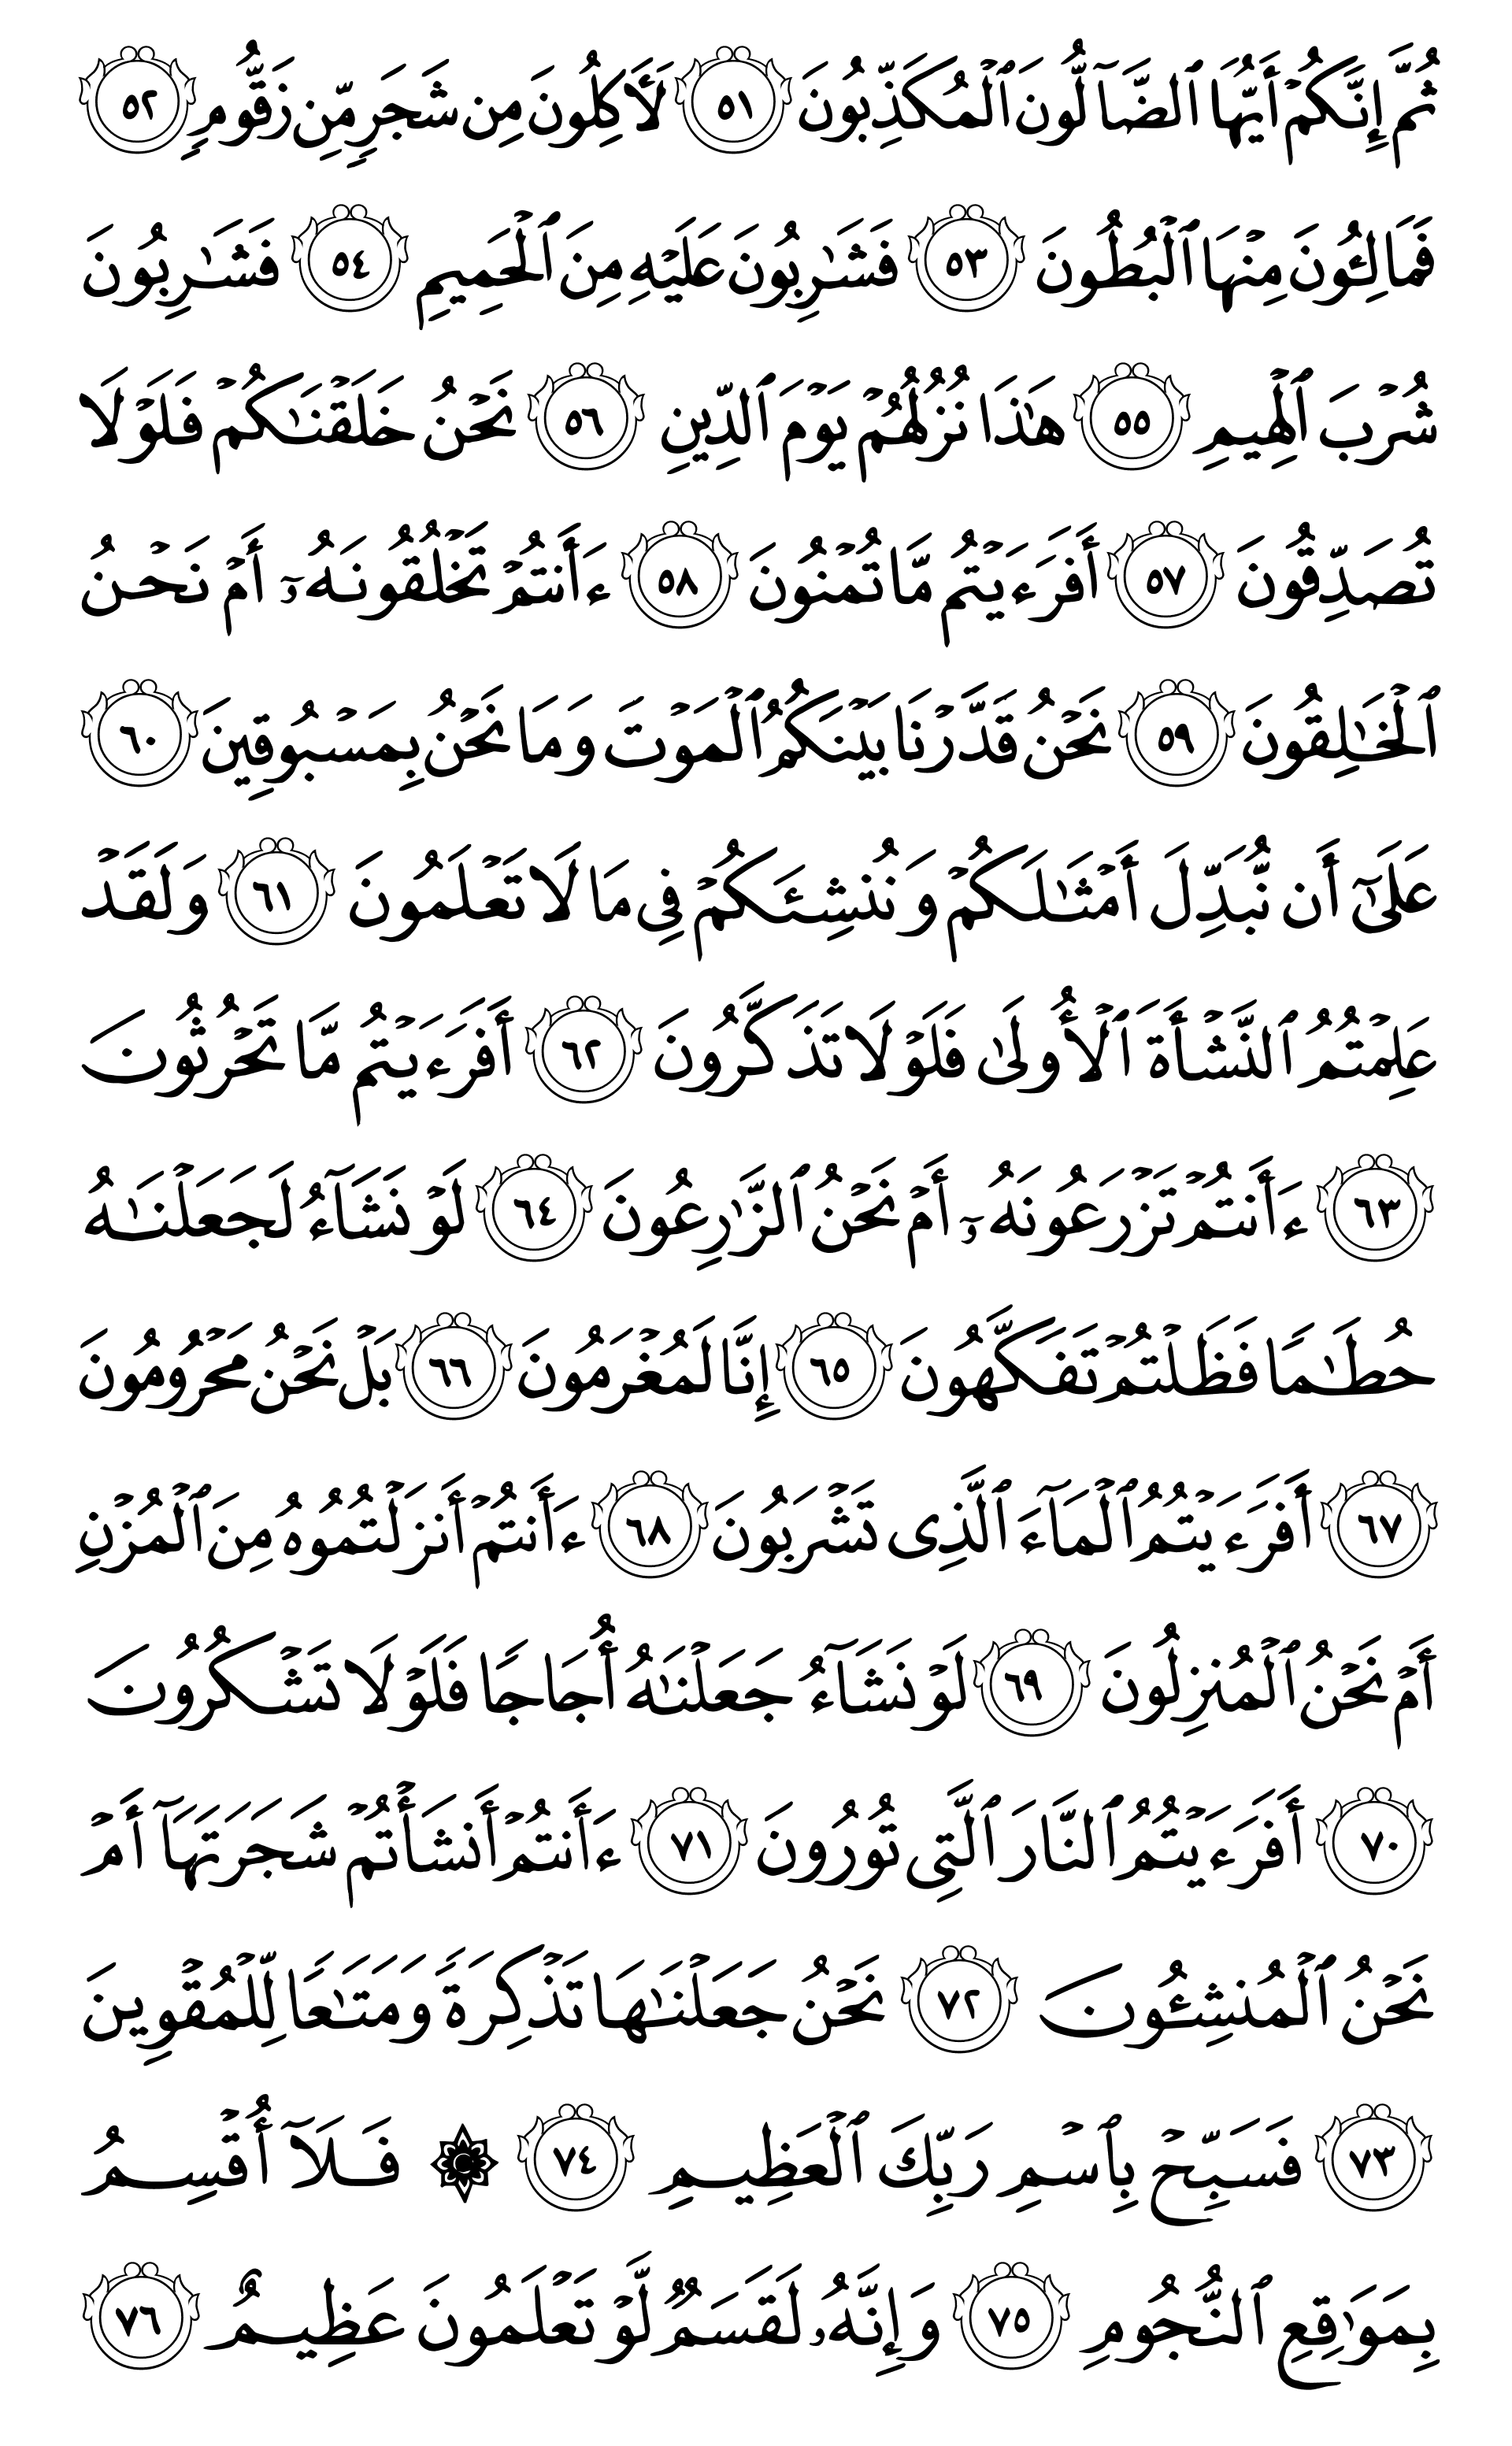 ثُمَّ إِنَّكُمْ أَيُّهَا ٱلضَّآلُّونَ ٱلْمُكَذِّبُونَ ٥١ لَأٓكِلُونَ مِن شَجَرٍ مِّن زَقُّومٍ ٥٢
فَمَالِـُٔونَ مِنْهَا ٱلْبُطُونَ ٥٣ فَشَٰرِبُونَ عَلَيْهِ مِنَ ٱلْحَمِيمِ ٥٤ فَشَٰرِبُونَ
شُرْبَ ٱلْهِيمِ ٥٥ هَٰذَا نُزُلُهُمْ يَوْمَ ٱلدِّينِ ٥٦ نَحْنُ خَلَقْنَٰكُمْ فَلَوْلَا
تُصَدِّقُونَ ٥٧ أَفَرَءَيْتُم مَّا تُمْنُونَ ٥٨ ءَأَنتُمْ تَخْلُقُونَهُۥٓ أَمْ نَحْنُ
ٱلْخَٰلِقُونَ ٥٩ نَحْنُ قَدَّرْنَا بَيْنَكُمُ ٱلْمَوْتَ وَمَا نَحْنُ بِمَسْبُوقِينَ ٦٠
عَلَىٰٓ أَن نُّبَدِّلَ أَمْثَٰلَكُمْ وَنُنشِئَكُمْ فِى مَا لَا تَعْلَمُونَ ٦١ وَلَقَدْ
عَلِمْتُمُ ٱلنَّشْأَةَ ٱلْأُولَىٰ فَلَوْلَا تَذَكَّرُونَ ٦٢ أَفَرَءَيْتُم مَّا تَحْرُثُونَ
٦٣ ءَأَنتُمْ تَزْرَعُونَهُۥٓ أَمْ نَحْنُ ٱلزَّٰرِعُونَ ٦٤ لَوْ نَشَآءُ لَجَعَلْنَٰهُ
حُطَٰمًا فَظَلْتُمْ تَفَكَّهُونَ ٦٥ إِنَّا لَمُغْرَمُونَ ٦٦ بَلْ نَحْنُ مَحْرُومُونَ
٦٧ أَفَرَءَيْتُمُ ٱلْمَآءَ ٱلَّذِى تَشْرَبُونَ ٦٨ ءَأَنتُمْ أَنزَلْتُمُوهُ مِنَ ٱلْمُزْنِ
أَمْ نَحْنُ ٱلْمُنزِلُونَ ٦٩ لَوْ نَشَآءُ جَعَلْنَٰهُ أُجَاجًا فَلَوْلَا تَشْكُرُونَ
٧٠ أَفَرَءَيْتُمُ ٱلنَّارَ ٱلَّتِى تُورُونَ ٧١ ءَأَنتُمْ أَنشَأْتُمْ شَجَرَتَهَآ أَمْ
نَحْنُ ٱلْمُنشِـُٔونَ ٧٢ نَحْنُ جَعَلْنَٰهَا تَذْكِرَةً وَمَتَٰعًا لِّلْمُقْوِينَ
٧٣ فَسَبِّحْ بِٱسْمِ رَبِّكَ ٱلْعَظِيمِ ٧٤ ۞ فَلَآ أُقْسِمُ
بِمَوَٰقِعِ ٱلنُّجُومِ ٧٥ وَإِنَّهُۥ لَقَسَمٌ لَّوْ تَعْلَمُونَ عَظِيمٌ ٧٦